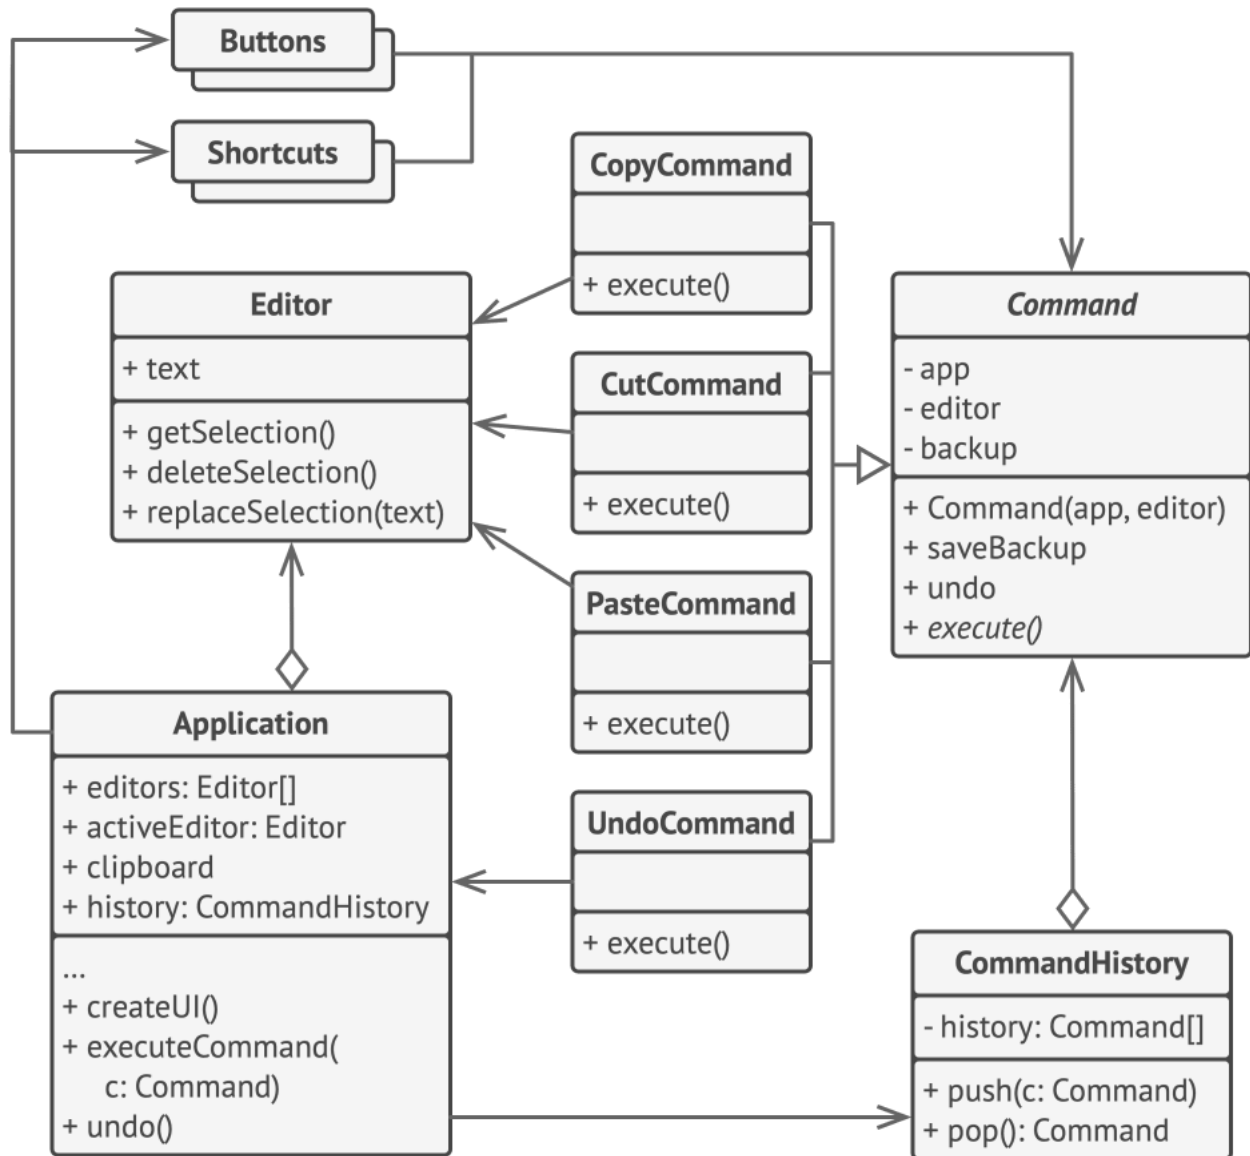 Buttons
Shortcuts
CopyCommand
+ execute()
Editor
+ text
+ getSelection()
+ deleteSelection()
+ replaceSelection(text)
CutCommand
+ execute()
Command
- app
- editor
- backup
+ Command(app, editor)
+ saveBackup
+ undo
+ execute()
PasteCommand
+ execute()
Application
+ editors: Editor[]
+ activeEditor: Editor
+ clipboard
+ history: CommandHistory
...
+ createUI()
+ executeCommand(
c: Command)
+ undo()
UndoCommand
+ execute()
CommandHistory
- history: Command[]
+ push(c: Command)
+ pop(): Command